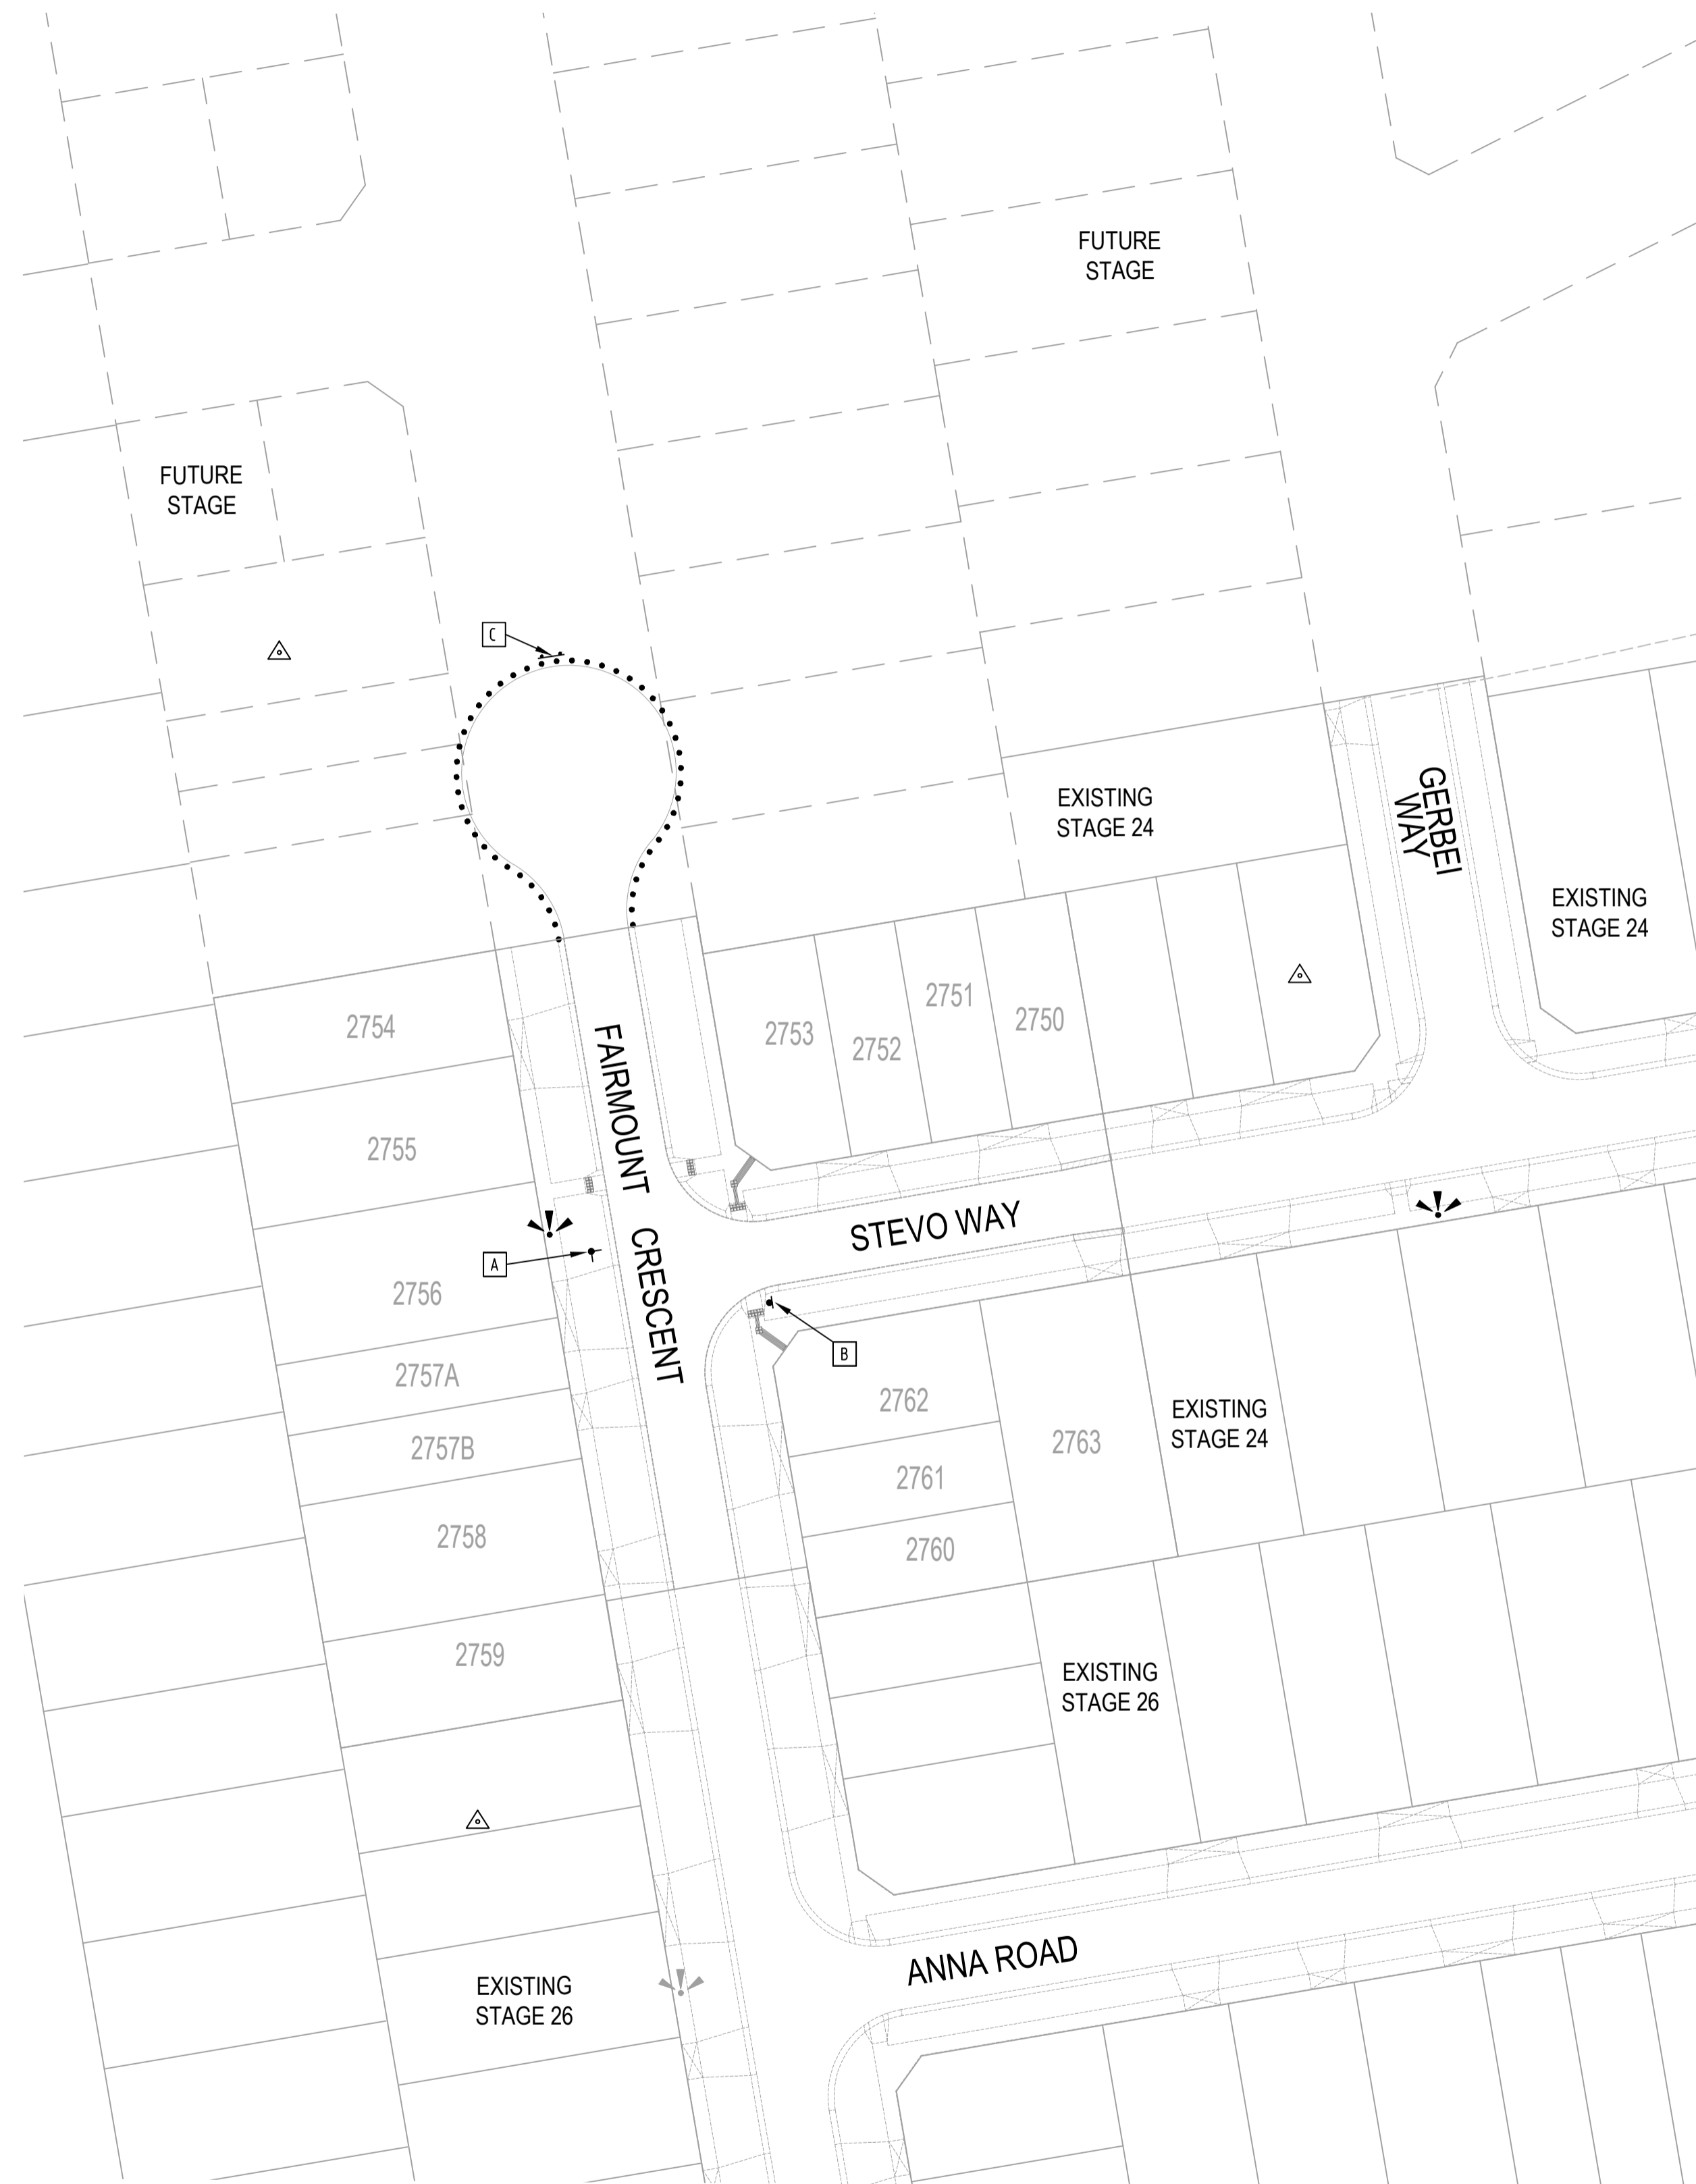 FUTURE
STAGE
FUTURE
STAGE
C
EXISTING
STAGE 24
GERBEI
WAY
EXISTING
STAGE 24
2754
2753
2752
2751
2750
FAIRMOUNT CRESCENT
2755
STEVO WAY
A
2756
B
2757A
2762
2763
EXISTING
STAGE 24
2757B
2761
2758
2760
2759
EXISTING
STAGE 26
ANNA ROAD
EXISTING
STAGE 26